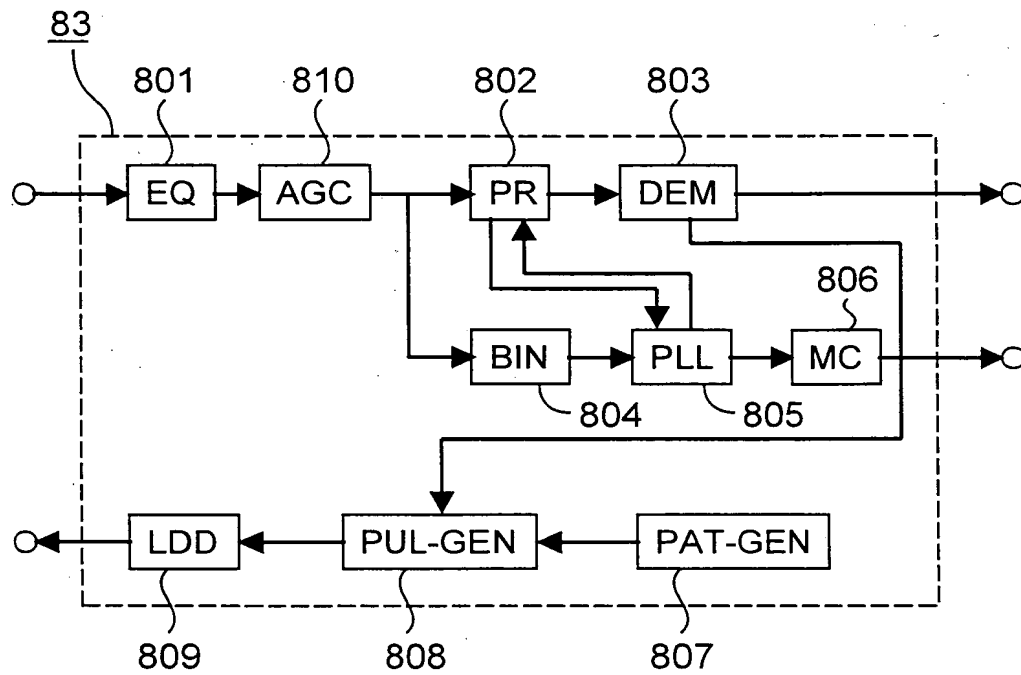 83
801 810 802 803
EQ AGC PR DEM
806
BIN PLL MC
804 805
LDD PUL-GEN PAT-GEN
809 808 807